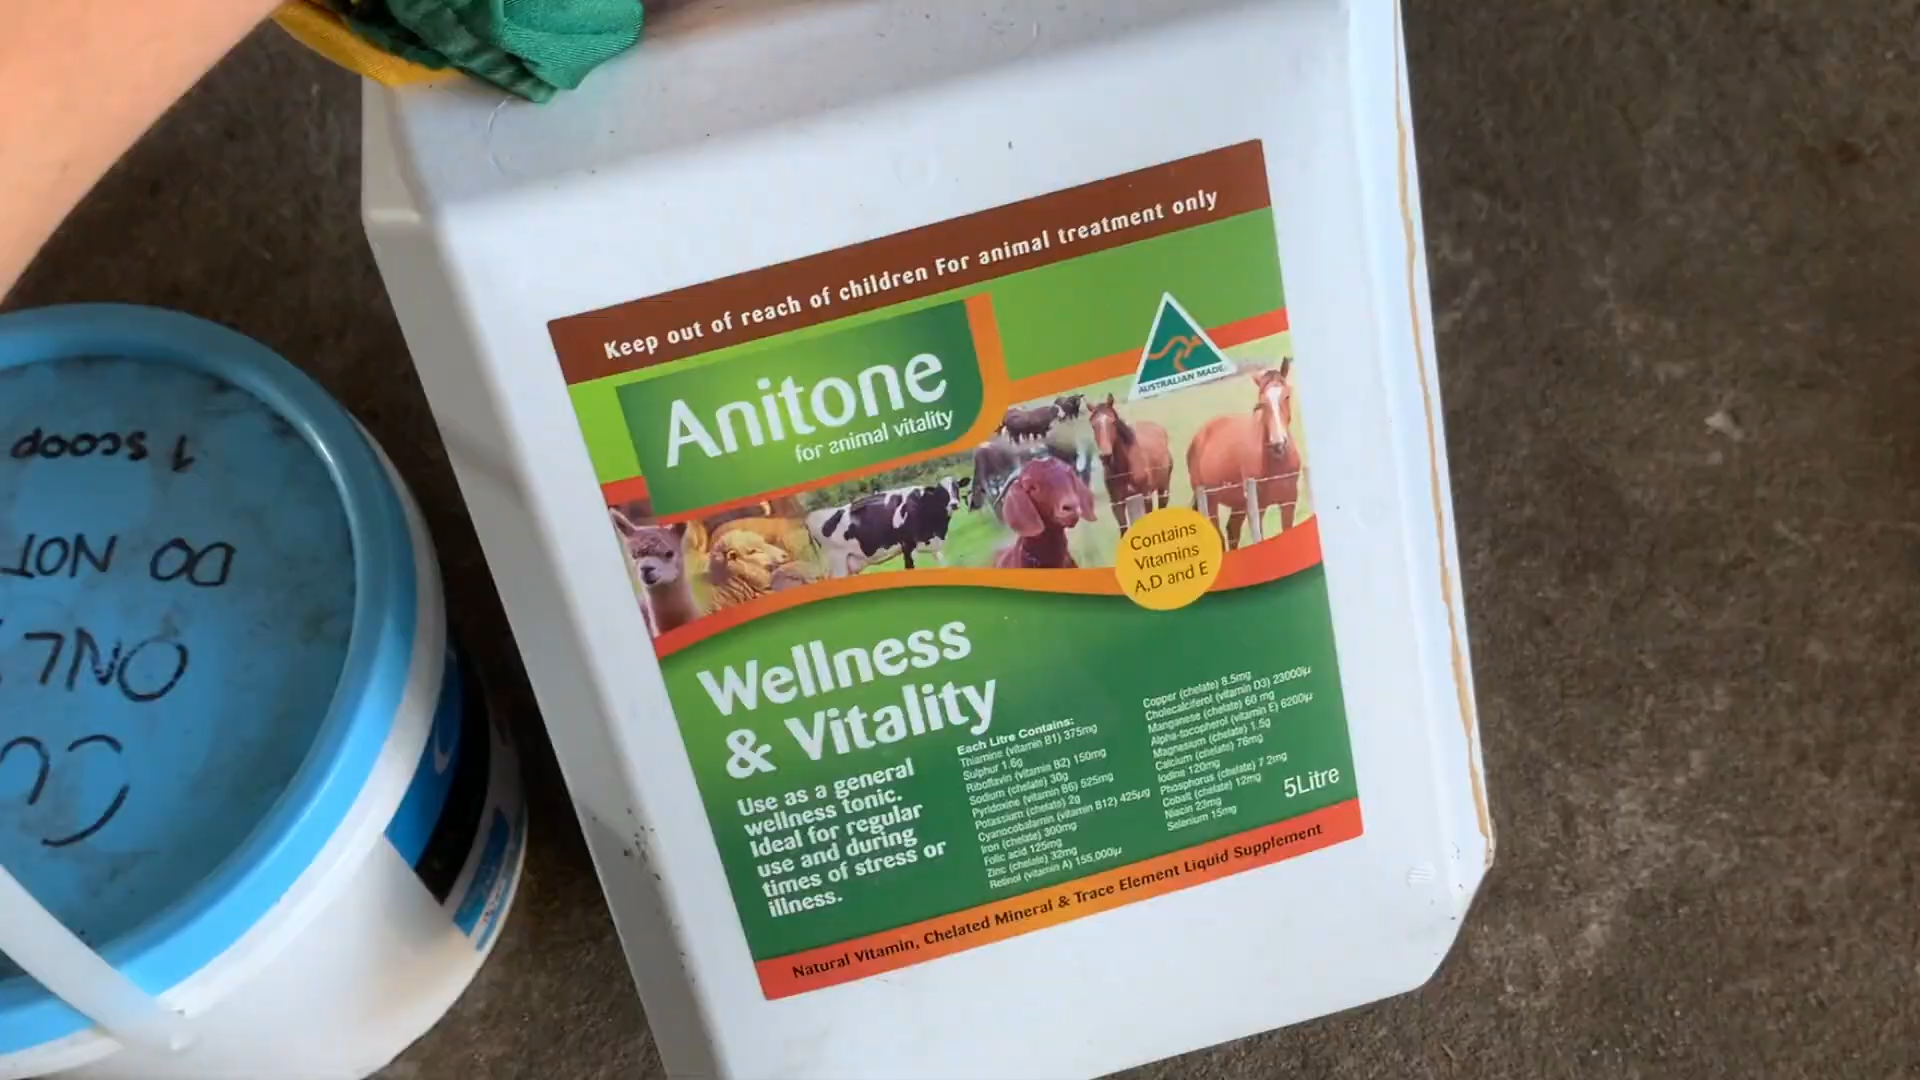 Keep out of reach of children For animal treatment only
Anitone
for animal vitality
AUSTRALIAN MADE
Contains
Vitamins
A,D and E
Wellness
& Vitality
Use as a general
wellness tonic.
Ideal for regular
use and during
times of stress or
illness.
Each Litre Contains:
Thiamine (vitamin B1) 375mg
Sulphur 1.6g
Riboflavin (vitamin B2) 150mg
Sodium (chelate) 30g
Pyridoxine (vitamin B6) 525mg
Potassium (chelate) 2g
Cyanocobalamin (vitamin B12) 425µg
Iron (chelate) 300mg
Folic acid 125mg
Zinc (chelate) 32mg
Retinol (vitamin A) 155,000iµ
Copper (chelate) 8.5mg
Cholecalciferol (vitamin D3) 23000iµ
Manganese (chelate) 60 mg
Alpha-tocopherol (vitamin E) 6200iµ
Magnesium (chelate) 1.5g
Calcium (chelate) 76mg
Iodine 120mg
Phosphorus (chelate) 7.2mg
Cobalt (chelate) 12mg
Niacin 23mg
Selenium 15mg
5Litre
Natural Vitamin, Chelated Mineral & Trace Element Liquid Supplement
ONL
DO NOT
1 SCOOP